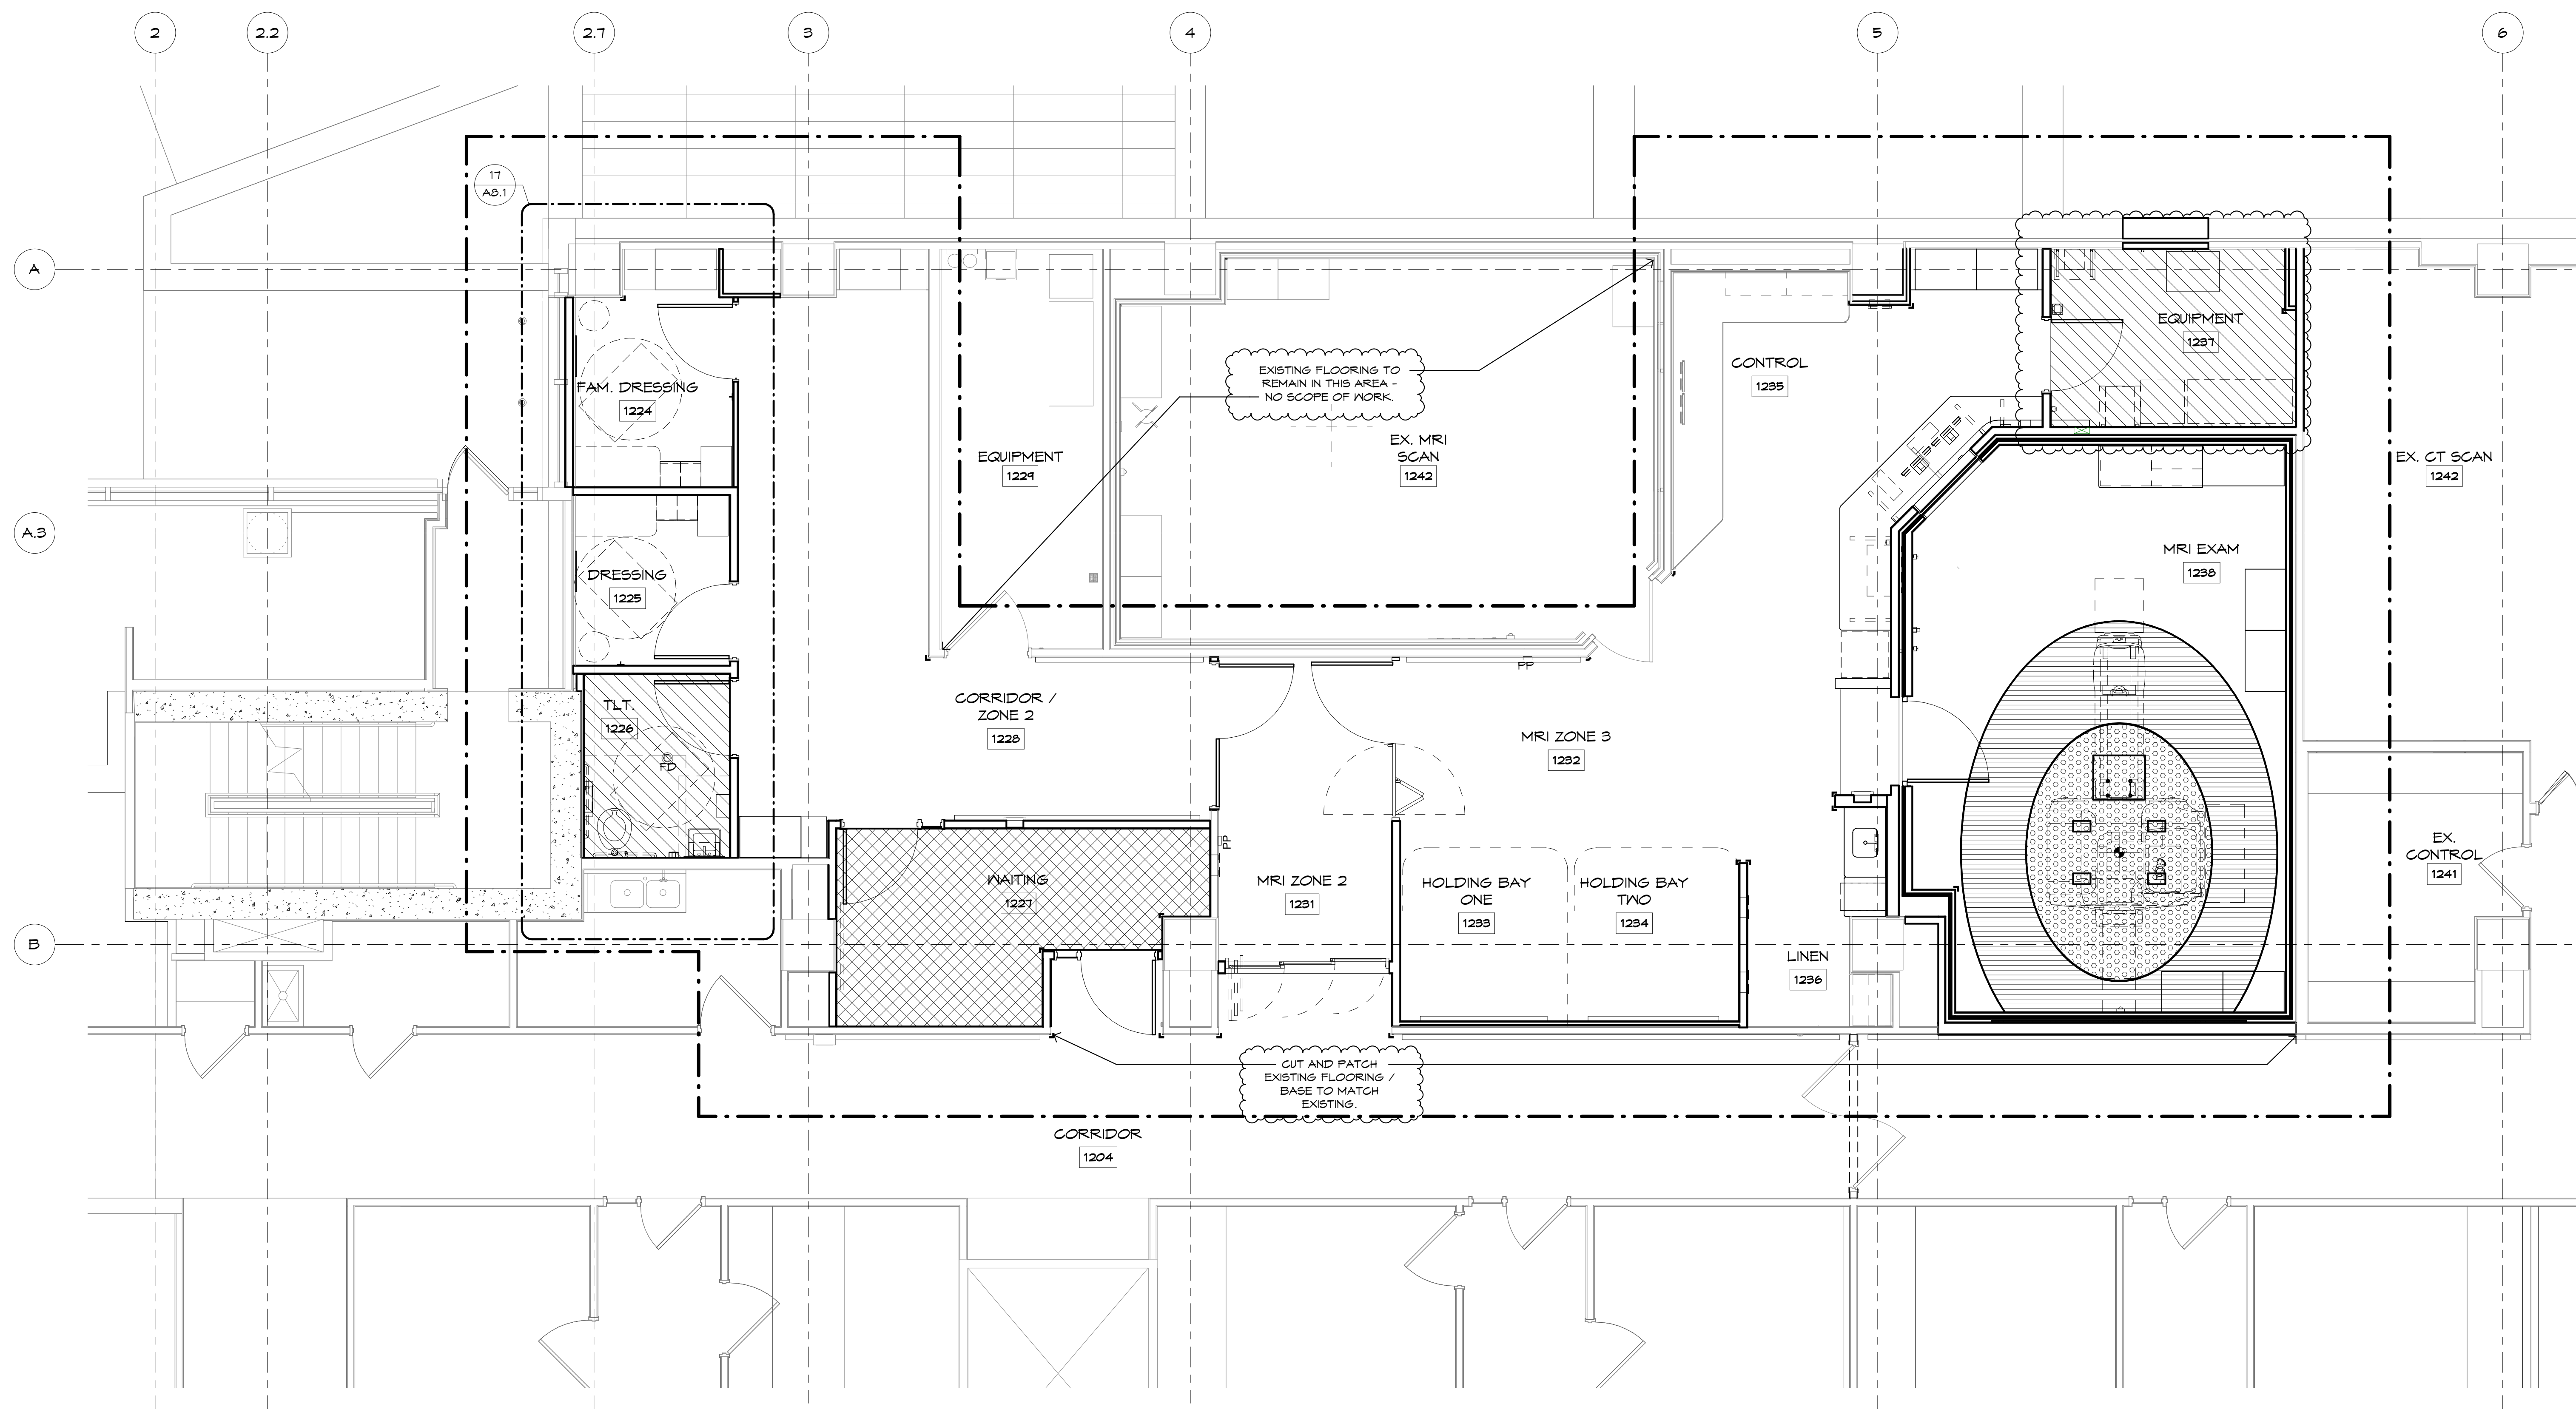 2
2.2
2.7
3
4
5
6
17
A8.1
A
A.3
B
EQUIPMENT
1237
EXISTING FLOORING TO
REMAIN IN THIS AREA -
NO SCOPE OF WORK.
CONTROL
1235
FAM. DRESSING
1224
EQUIPMENT
1229
EX. MRI
SCAN
1242
EX. CT SCAN
1242
MRI EXAM
1238
DRESSING
1225
TLT.
1226
FD
CORRIDOR /
ZONE 2
1228
PP
MRI ZONE 3
1232
PP
WAITING
1227
MRI ZONE 2
1231
HOLDING BAY
ONE
1233
HOLDING BAY
TWO
1234
EX.
CONTROL
1241
LINEN
1236
CUT AND PATCH
EXISTING FLOORING /
BASE TO MATCH
EXISTING.
CORRIDOR
1204